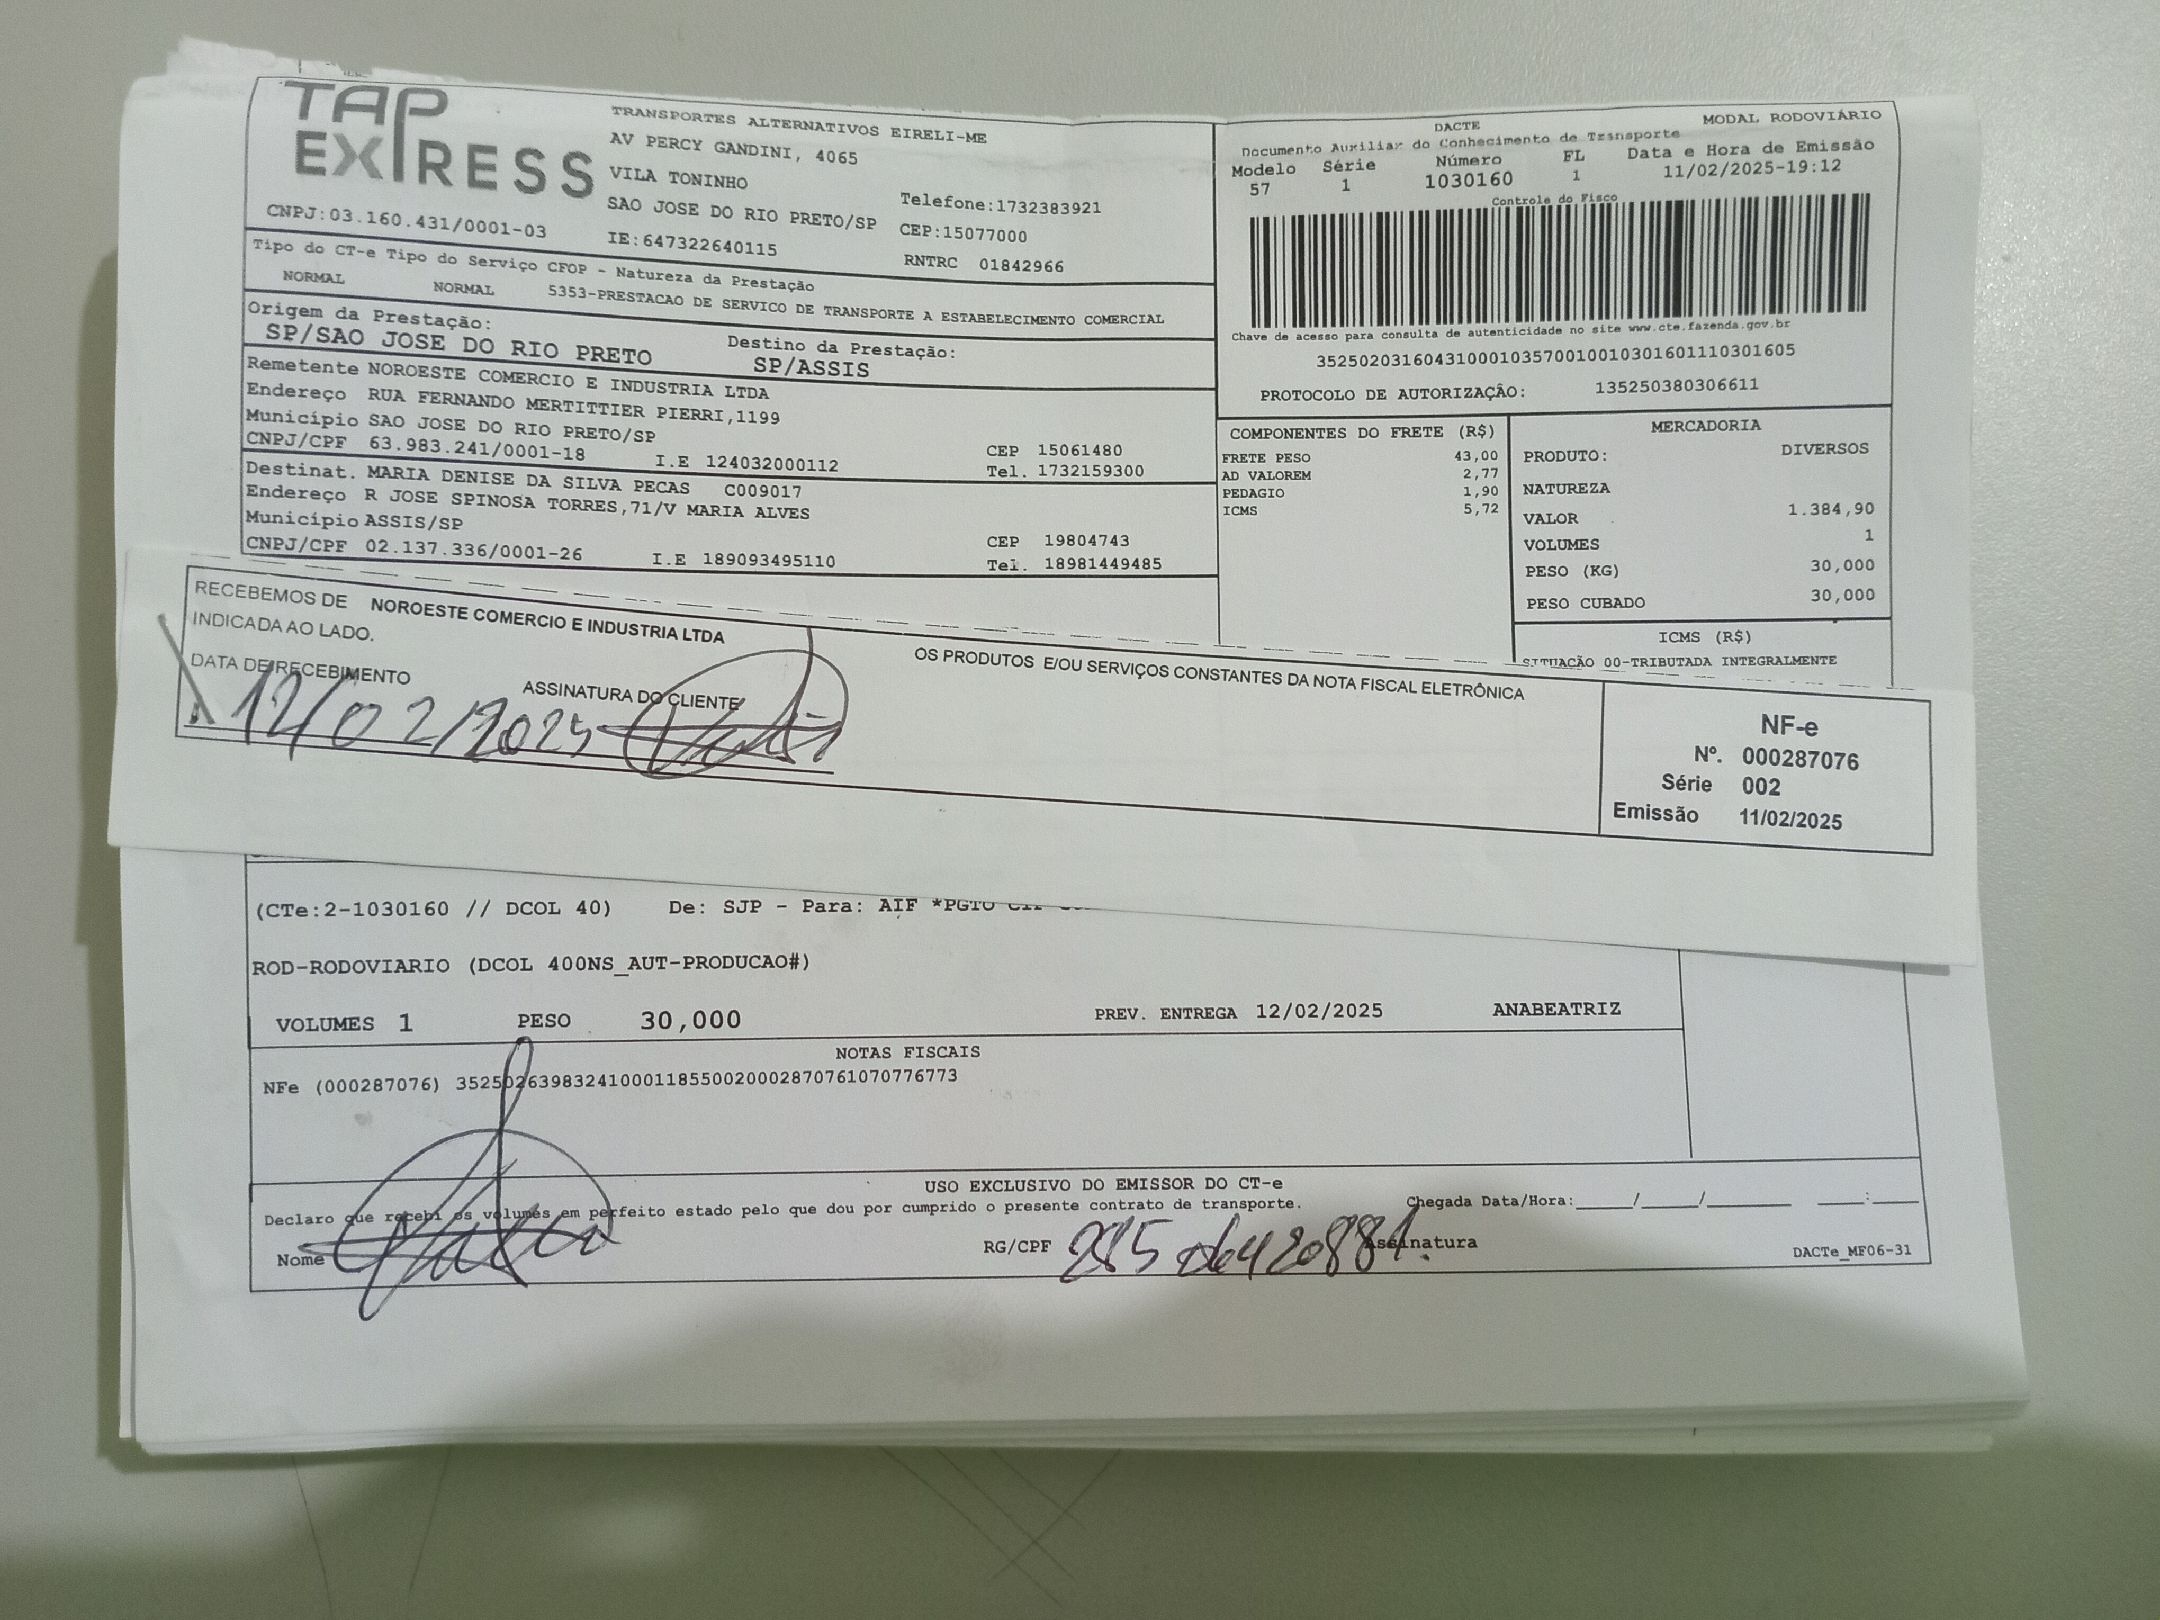 TAP EXPRESS
TRANSPORTES ALTERNATIVOS EIRELI-ME
AV PERCY GANDINI, 4065
VILA TONINHO
SAO JOSE DO RIO PRETO/SP
Telefone:1732383921
CEP:15077000
CNPJ:03.160.431/0001-03
IE:647322640115
RNTRC 01842966
Tipo do CT-e Tipo do Serviço CFOP - Natureza da Prestação
NORMAL NORMAL 5353-PRESTACAO DE SERVICO DE TRANSPORTE A ESTABELECIMENTO COMERCIAL
Origem da Prestação:
SP/SAO JOSE DO RIO PRETO
Destino da Prestação:
SP/ASSIS
Remetente NOROESTE COMERCIO E INDUSTRIA LTDA
Endereço RUA FERNANDO MERTITTIER PIERRI,1199
Município SAO JOSE DO RIO PRETO/SP
CEP 15061480
CNPJ/CPF 63.983.241/0001-18 I.E 124032000112 Tel. 1732159300
Destinat. MARIA DENISE DA SILVA PECAS C009017
Endereço R JOSE SPINOSA TORRES,71/V MARIA ALVES
Município ASSIS/SP
CEP 19804743
CNPJ/CPF 02.137.336/0001-26 I.E 189093495110 Tel. 18981449485
DACTE
MODAL RODOVIÁRIO
Documento Auxiliar do Conhecimento de Transporte
Modelo Série Número FL Data e Hora de Emissão
57 1 1030160 1 11/02/2025-19:12
Controle do Fisco
Chave de acesso para consulta de autenticidade no site www.cte.fazenda.gov.br
35250203160431000103570010010301601110301605
PROTOCOLO DE AUTORIZAÇÃO: 135250380306611
COMPONENTES DO FRETE (R$)
FRETE PESO 43,00
AD VALOREM 2,77
PEDAGIO 1,90
ICMS 5,72
MERCADORIA
PRODUTO: DIVERSOS
NATUREZA
VALOR 1.384,90
VOLUMES 1
PESO (KG) 30,000
PESO CUBADO 30,000
ICMS (R$)
SITUAÇÃO 00-TRIBUTADA INTEGRALMENTE
RECEBEMOS DE NOROESTE COMERCIO E INDUSTRIA LTDA OS PRODUTOS E/OU SERVIÇOS CONSTANTES DA NOTA FISCAL ELETRÔNICA
INDICADA AO LADO.
DATA DE RECEBIMENTO ASSINATURA DO CLIENTE
12/02/2025
NF-e
Nº. 000287076
Série 002
Emissão 11/02/2025
(CTe:2-1030160 // DCOL 40) De: SJP - Para: AIF *PGTO
ROD-RODOVIARIO (DCOL 400NS_AUT-PRODUCAO#)
VOLUMES 1 PESO 30,000 PREV. ENTREGA 12/02/2025 ANABEATRIZ
NOTAS FISCAIS
NFe (000287076) 35250263983241000118550020002870761070776773
USO EXCLUSIVO DO EMISSOR DO CT-e
Declaro que recebi os volumes em perfeito estado pelo que dou por cumprido o presente contrato de transporte. Chegada Data/Hora:____/____/______ ___:___
Nome RG/CPF Assinatura
DACTe_MF06-31